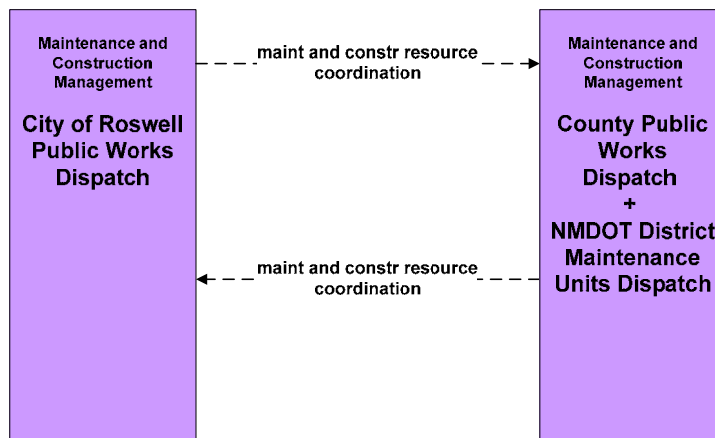 Maintenance and
Construction
Management
City of Roswell
Public Works
Dispatch
maint and constr resource
coordination
maint and constr resource
coordination
Maintenance and
Construction
Management
County Public
Works
Dispatch
+
NMDOT District
Maintenance
Units Dispatch